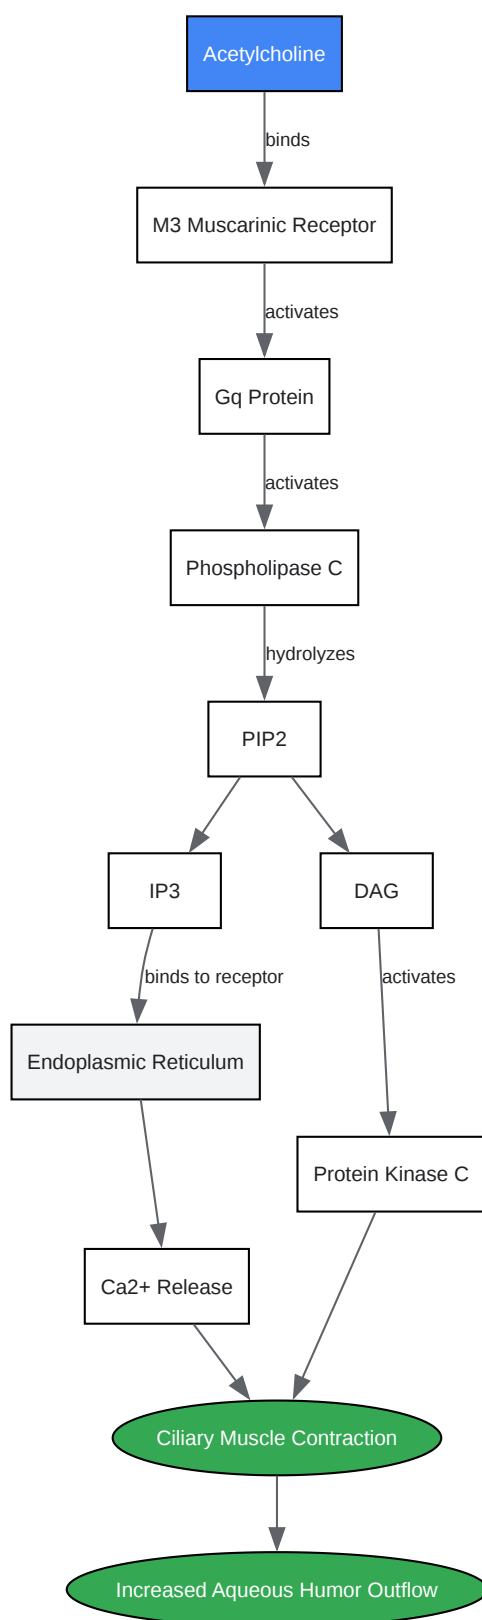 Acetylcholine
binds
M3 Muscarinic Receptor
activates
Gq Protein
activates
Phospholipase C
hydrolyzes
PIP2
IP3
DAG
binds to receptor
activates
Endoplasmic Reticulum
Protein Kinase C
Ca2+ Release
Ciliary Muscle Contraction
Increased Aqueous Humor Outflow